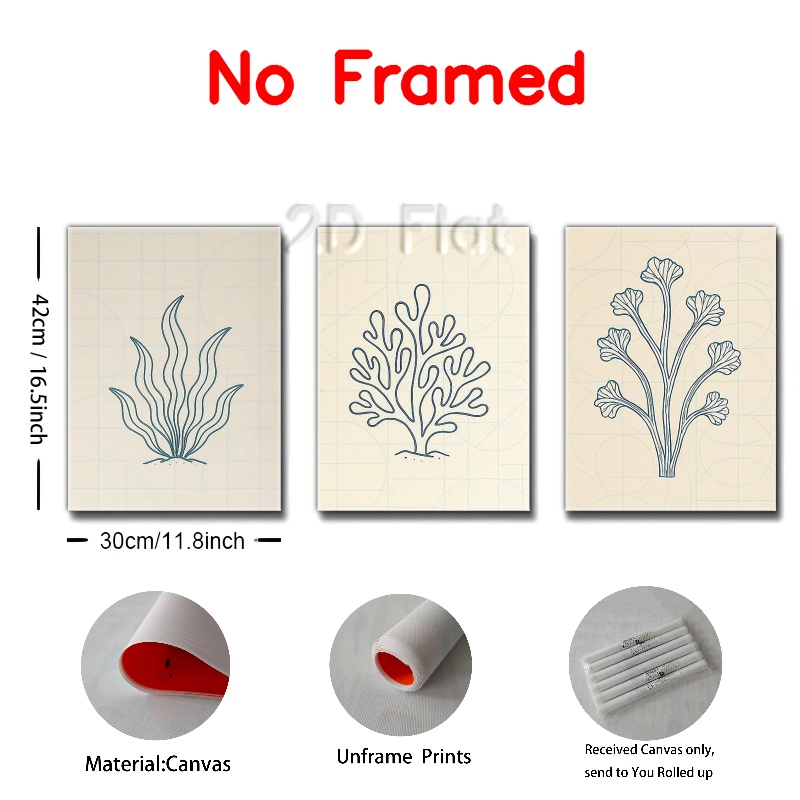 No Framed
2D Flat
42cm / 16.5inch
30cm/11.8inch
Material:Canvas
Unframe Prints
Received Canvas only,
send to You Rolled up